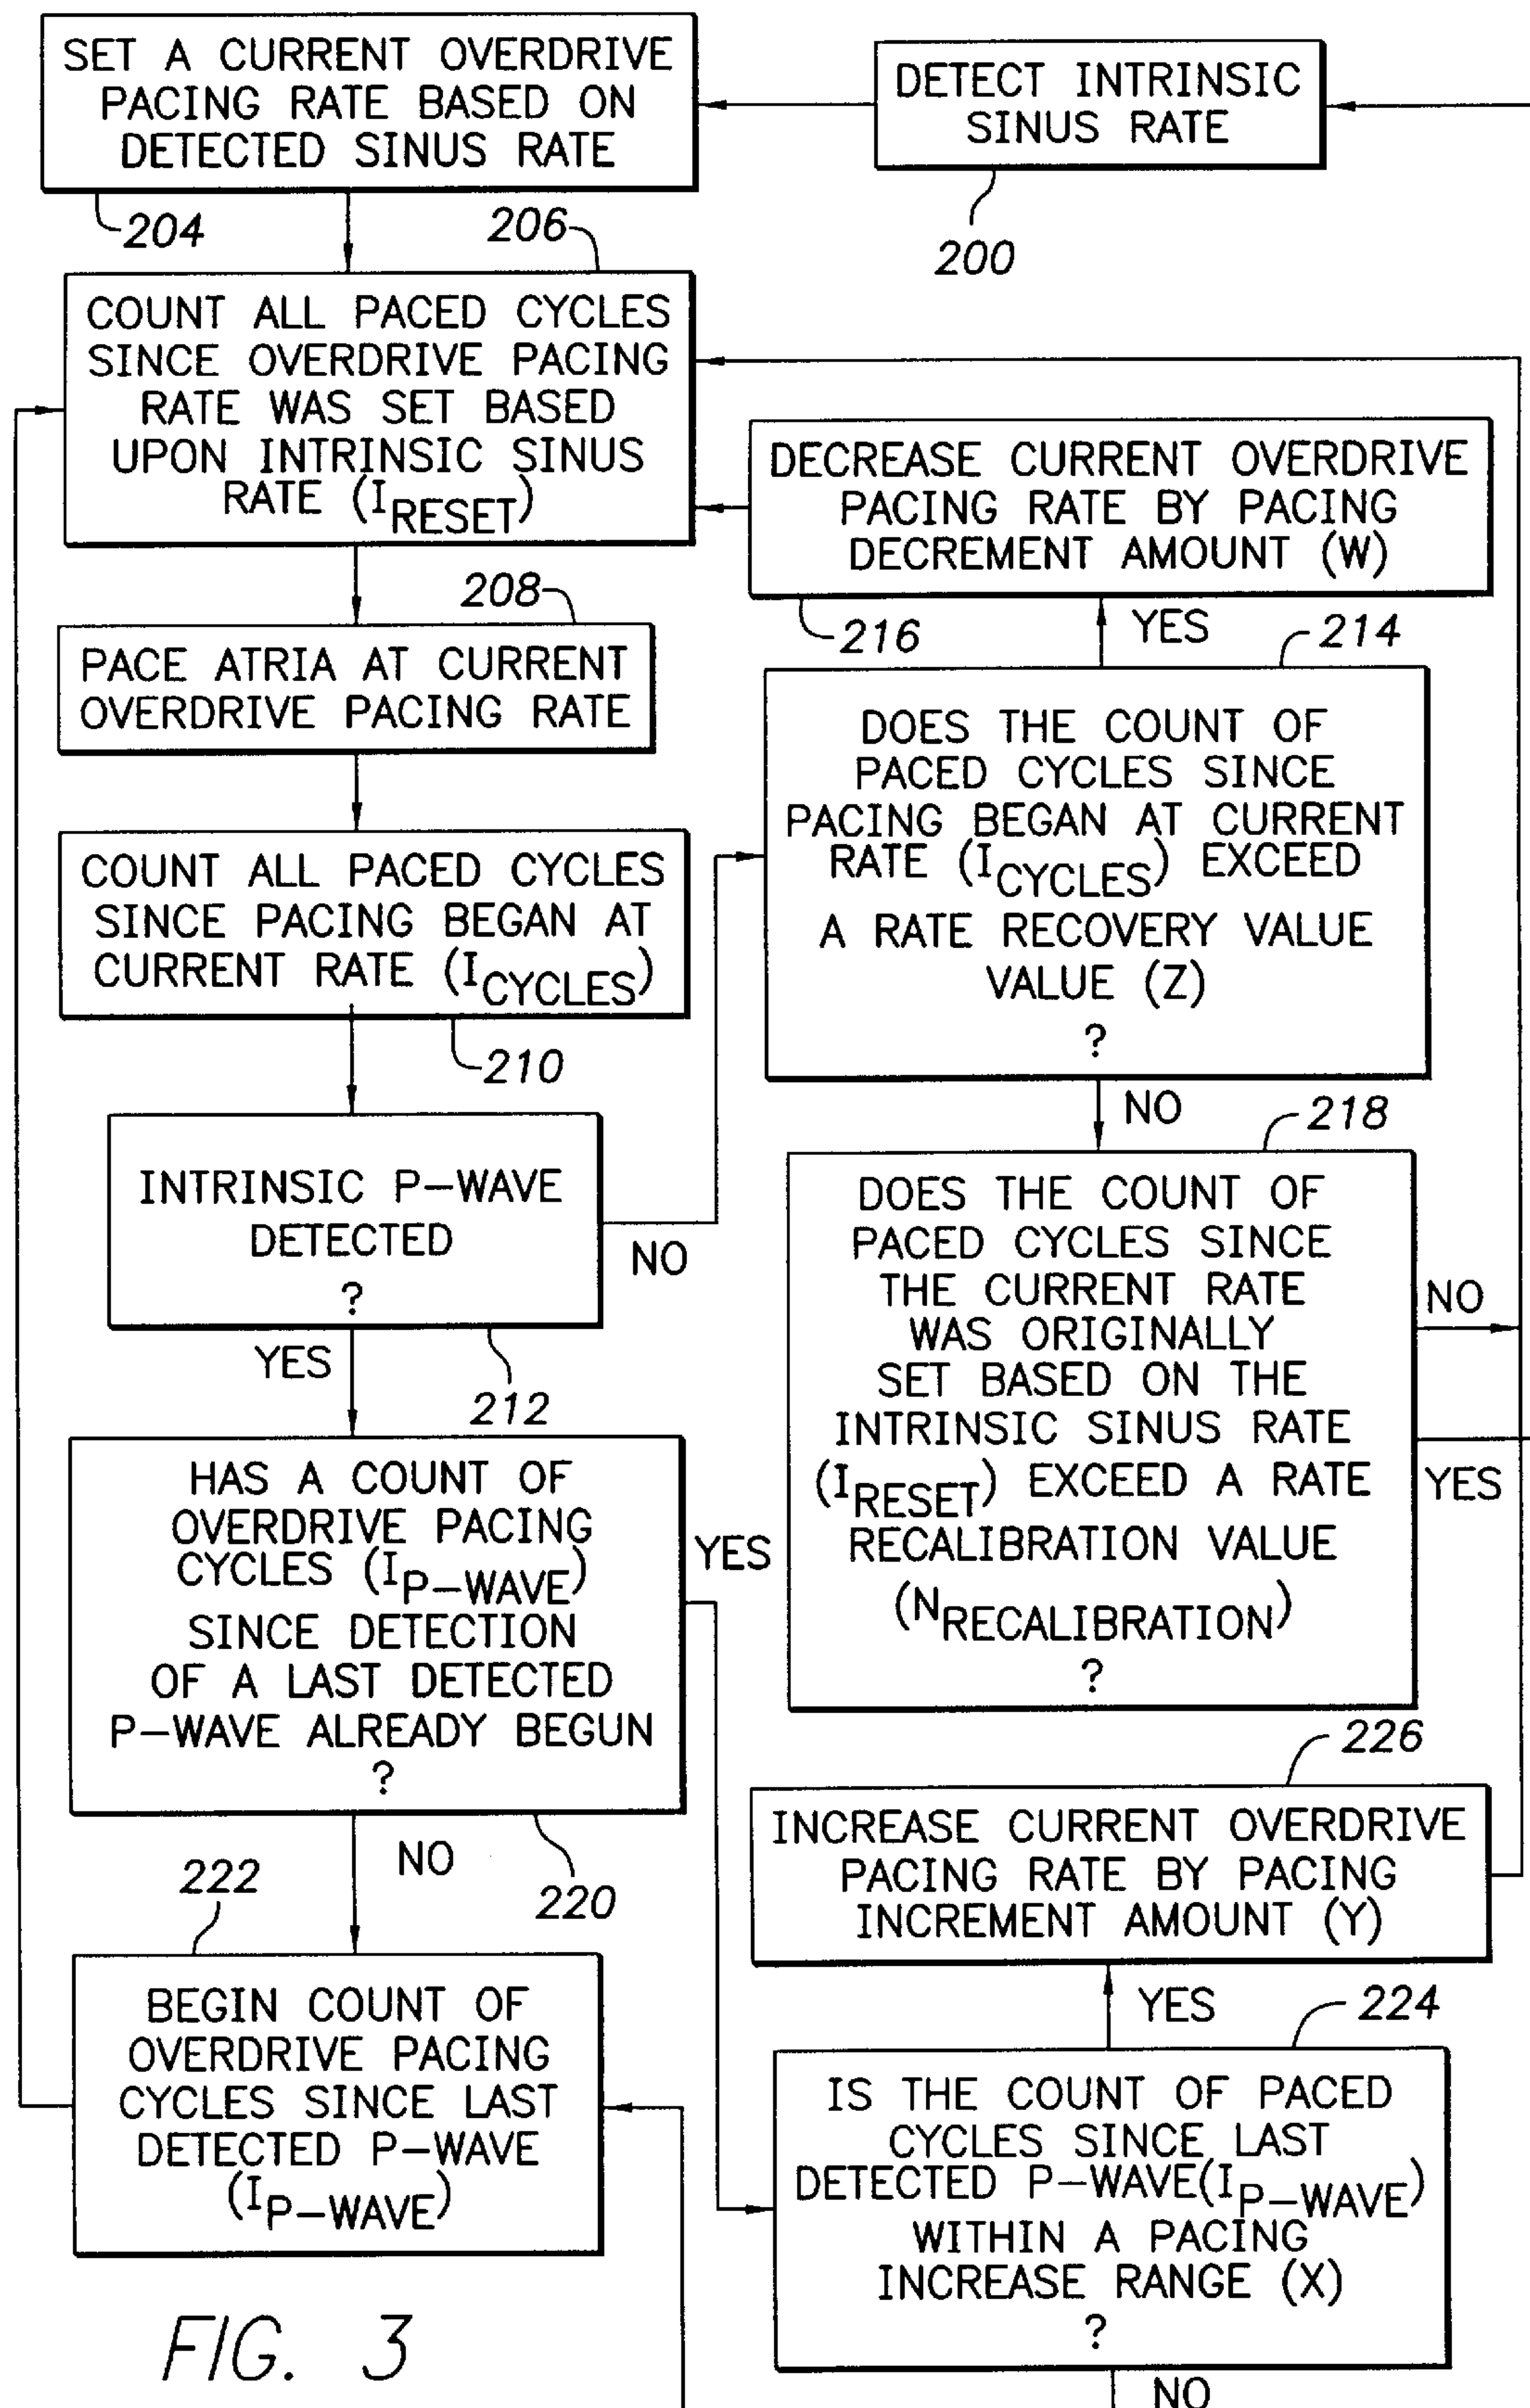 SET A CURRENT OVERDRIVE
PACING RATE BASED ON
DETECTED SINUS RATE
204
DETECT INTRINSIC
SINUS RATE
200
206
COUNT ALL PACED CYCLES
SINCE OVERDRIVE PACING
RATE WAS SET BASED
UPON INTRINSIC SINUS
RATE (IRESET)
DECREASE CURRENT OVERDRIVE
PACING RATE BY PACING
DECREMENT AMOUNT (W)
216
YES
208
PACE ATRIA AT CURRENT
OVERDRIVE PACING RATE
214
DOES THE COUNT OF
PACED CYCLES SINCE
PACING BEGAN AT CURRENT
RATE (ICYCLES) EXCEED
A RATE RECOVERY VALUE
VALUE (Z)
?
NO
COUNT ALL PACED CYCLES
SINCE PACING BEGAN AT
CURRENT RATE (ICYCLES)
210
INTRINSIC P-WAVE
DETECTED
?
NO
YES
212
218
DOES THE COUNT OF
PACED CYCLES SINCE
THE CURRENT RATE
WAS ORIGINALLY
SET BASED ON THE
INTRINSIC SINUS RATE
(IRESET) EXCEED A RATE
RECALIBRATION VALUE
(NRECALIBRATION)
?
NO
YES
HAS A COUNT OF
OVERDRIVE PACING
CYCLES (IP-WAVE)
SINCE DETECTION
OF A LAST DETECTED
P-WAVE ALREADY BEGUN
?
YES
NO
220
226
INCREASE CURRENT OVERDRIVE
PACING RATE BY PACING
INCREMENT AMOUNT (Y)
YES
222
BEGIN COUNT OF
OVERDRIVE PACING
CYCLES SINCE LAST
DETECTED P-WAVE
(IP-WAVE)
224
IS THE COUNT OF PACED
CYCLES SINCE LAST
DETECTED P-WAVE(IP-WAVE)
WITHIN A PACING
INCREASE RANGE (X)
?
NO
FIG. 3